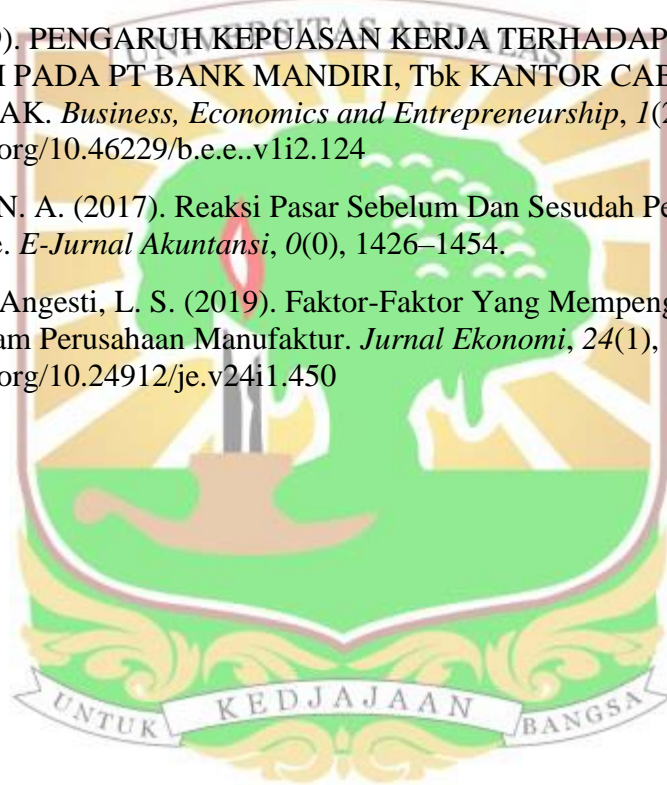 ). PENGARUH KEPUASAN KERJA TERHADAP
UNIVERSITAS ANDALAS
I PADA PT BANK MANDIRI, Tbk KANTOR CAB
AK. Business, Economics and Entrepreneurship, 1(2
org/10.46229/b.e.e..v1i2.124
N. A. (2017). Reaksi Pasar Sebelum Dan Sesudah Pe
e. E-Jurnal Akuntansi, 0(0), 1426–1454.
Angesti, L. S. (2019). Faktor-Faktor Yang Mempeng
am Perusahaan Manufaktur. Jurnal Ekonomi, 24(1),
org/10.24912/je.v24i1.450
UNTUK KEDJAJAAN BANGSA